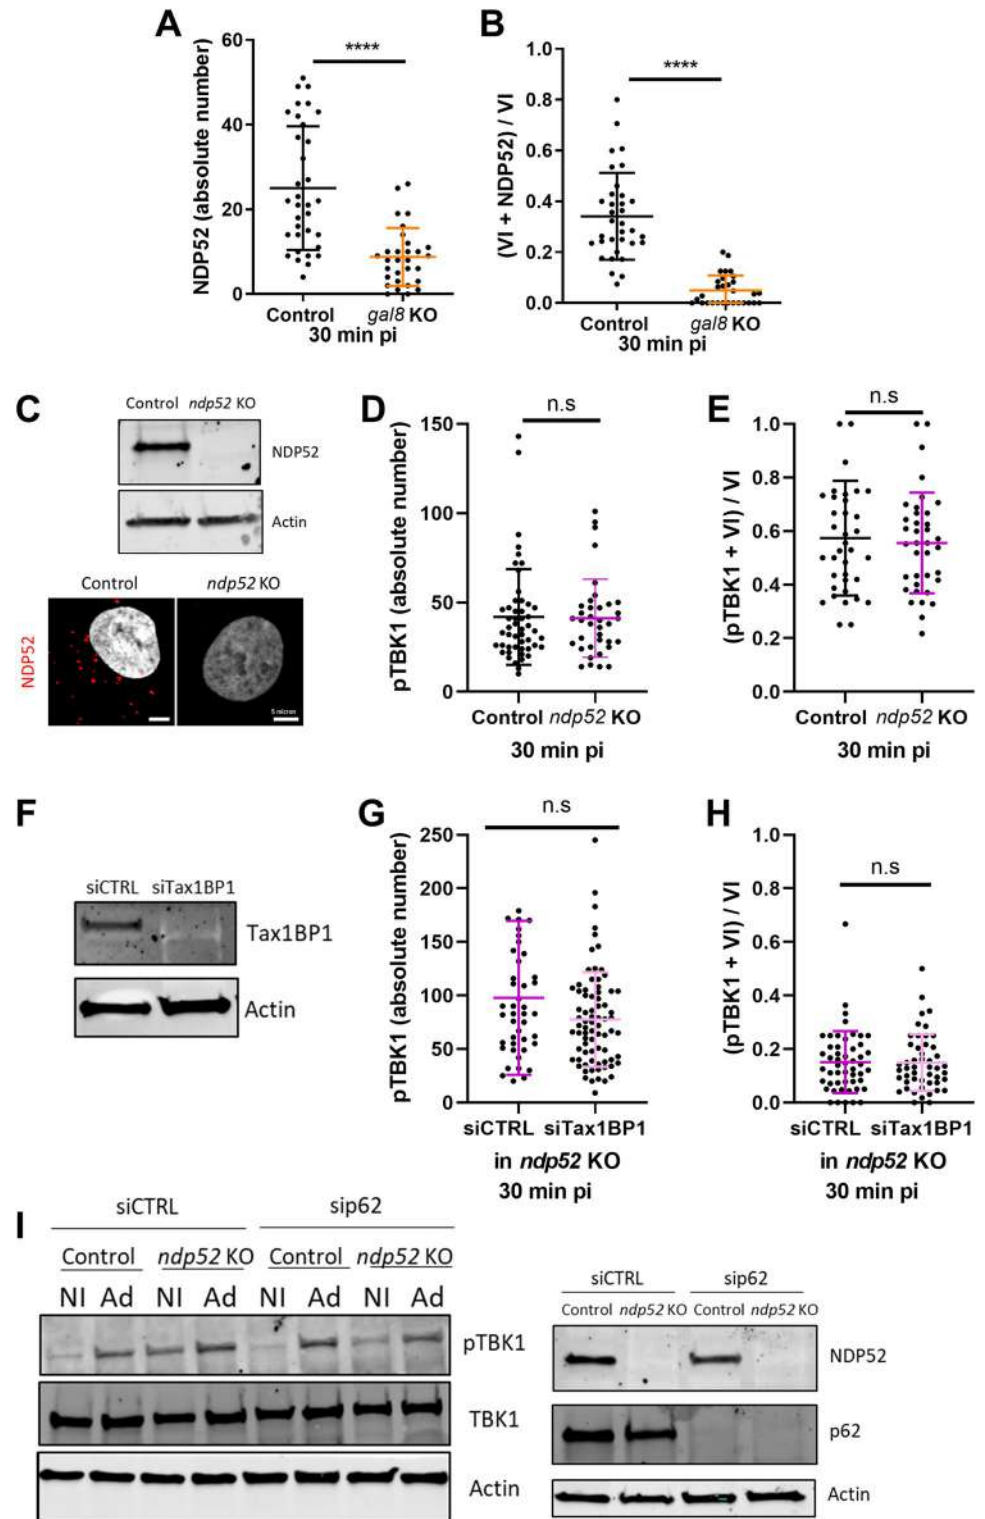 A
NDP52 (absolute number)
60
40
20
0
****
Control gal8 KO
30 min pi
B
(VI + NDP52) / VI
1.0
0.8
0.6
0.4
0.2
0.0
****
Control gal8 KO
30 min pi
C
Control ndp52 KO
NDP52
Actin
Control ndp52 KO
NDP52
5 micron
D
pTBK1 (absolute number)
150
100
50
0
n.s
Control ndp52 KO
30 min pi
E
(pTBK1 + VI) / VI
1.0
0.8
0.6
0.4
0.2
0.0
n.s
Control ndp52 KO
30 min pi
F
siCTRL siTax1BP1
Tax1BP1
Actin
G
pTBK1 (absolute number)
250
200
150
100
50
0
n.s
siCTRL siTax1BP1
in ndp52 KO
30 min pi
H
(pTBK1 + VI) / VI
1.0
0.8
0.6
0.4
0.2
0.0
n.s
siCTRL siTax1BP1
in ndp52 KO
30 min pi
I
siCTRL sip62
Control ndp52 KO Control ndp52 KO
NI Ad NI Ad NI Ad NI Ad
pTBK1
TBK1
Actin
siCTRL sip62
Control ndp52 KO Control ndp52 KO
NDP52
p62
Actin